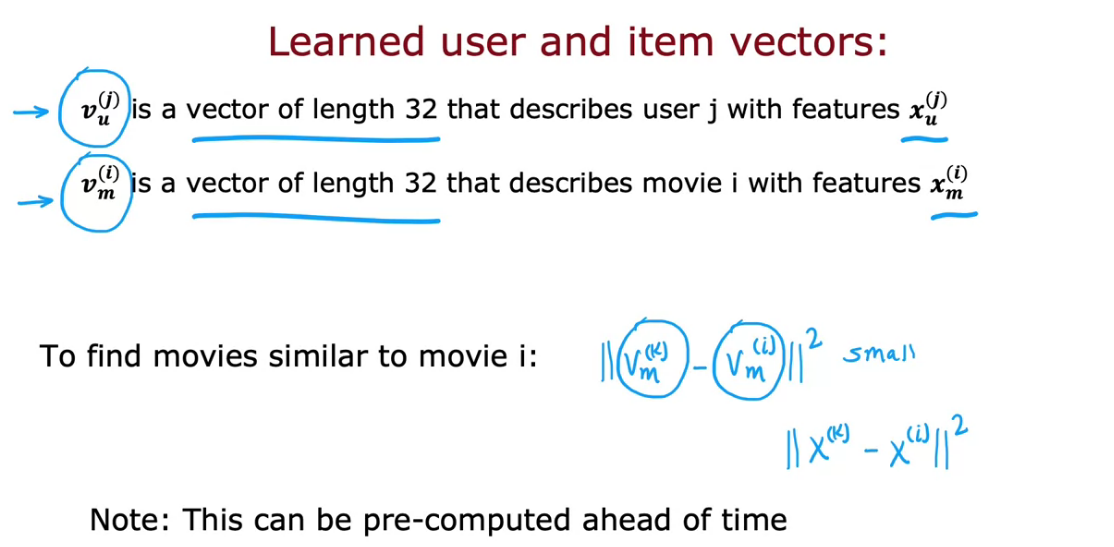 Learned user and item vectors:
→ v_u^(j) is a vector of length 32 that describes user j with features x_u^(j)
→ v_m^(i) is a vector of length 32 that describes movie i with features x_m^(i)
To find movies similar to movie i: ||v_m^(k) - v_m^(i)||^2 small
||x^(k) - x^(i)||^2
Note: This can be pre-computed ahead of time